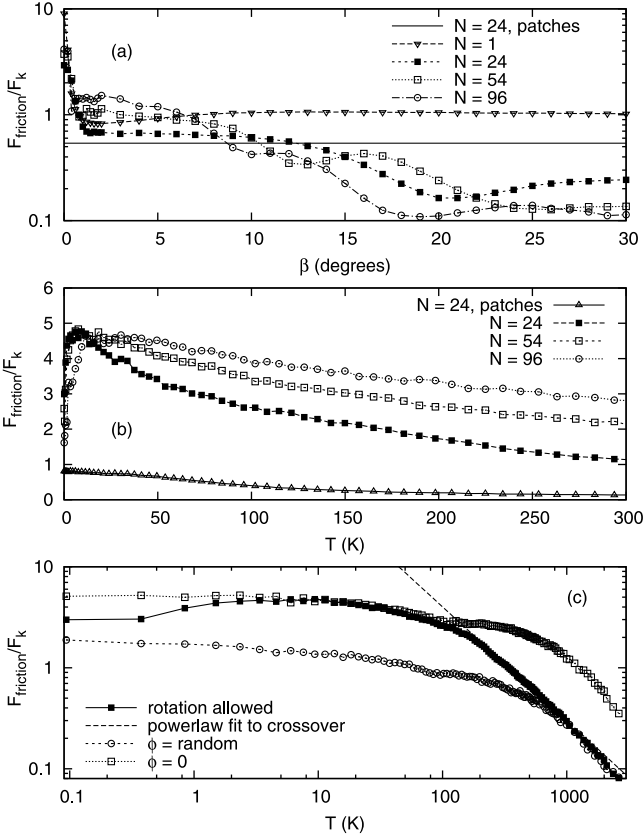 10
1
0.1
F_friction/F_k
(a)
N = 24, patches
N = 1
N = 24
N = 54
N = 96
0 5 10 15 20 25 30
β (degrees)
6
5
4
3
2
1
0
F_friction/F_k
(b)
N = 24, patches
N = 24
N = 54
N = 96
0 50 100 150 200 250 300
T (K)
10
1
0.1
F_friction/F_k
(c)
rotation allowed
powerlaw fit to crossover
ϕ = random
ϕ = 0
0.1 1 10 100 1000
T (K)